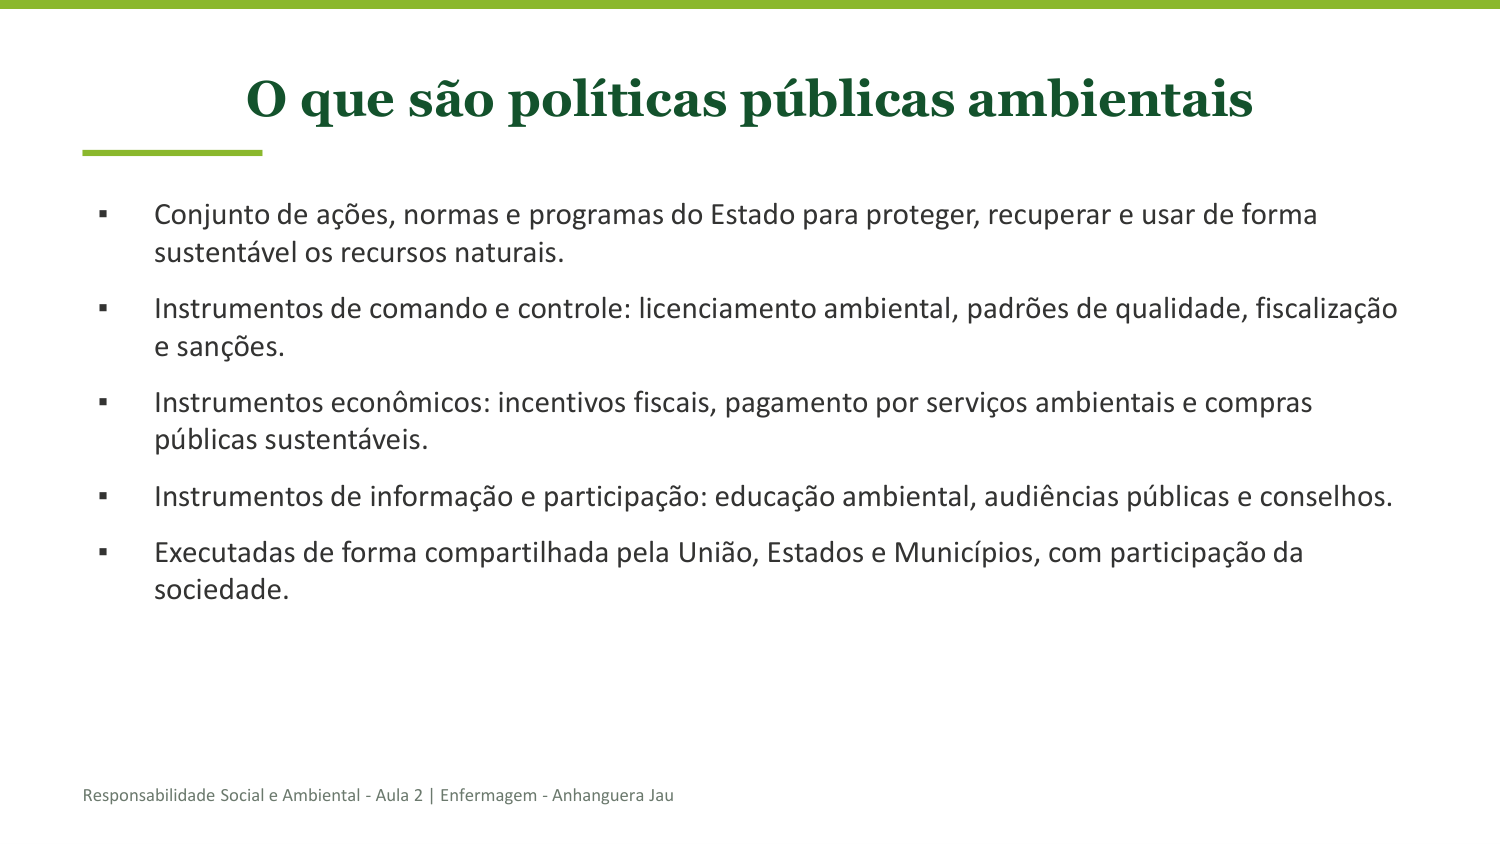 O que são políticas públicas ambientais
▪ Conjunto de ações, normas e programas do Estado para proteger, recuperar e usar de forma
sustentável os recursos naturais.
▪ Instrumentos de comando e controle: licenciamento ambiental, padrões de qualidade, fiscalização
e sanções.
▪ Instrumentos econômicos: incentivos fiscais, pagamento por serviços ambientais e compras
públicas sustentáveis.
▪ Instrumentos de informação e participação: educação ambiental, audiências públicas e conselhos.
▪ Executadas de forma compartilhada pela União, Estados e Municípios, com participação da
sociedade.
Responsabilidade Social e Ambiental - Aula 2 | Enfermagem - Anhanguera Jau